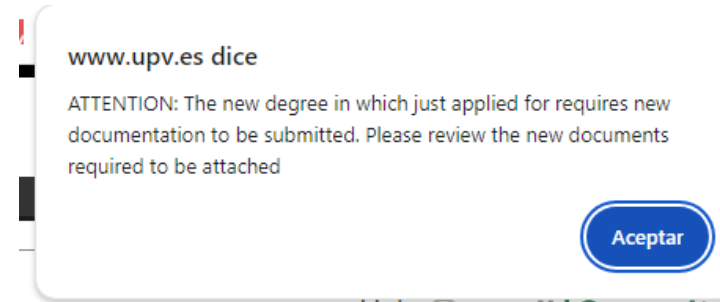 www.upv.es dice
ATTENTION: The new degree in which just applied for requires new
documentation to be submitted. Please review the new documents
required to be attached
Aceptar